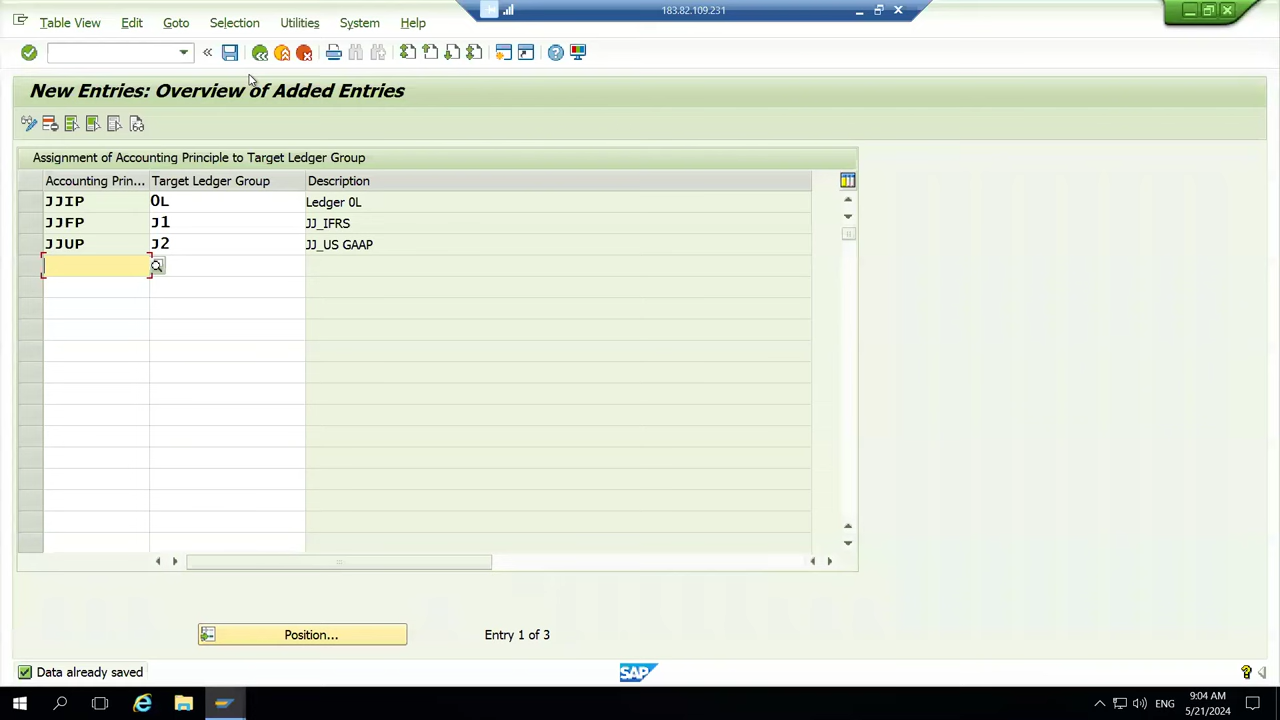 183.82.109.231
Table View Edit Goto Selection Utilities System Help
New Entries: Overview of Added Entries
Assignment of Accounting Principle to Target Ledger Group
Accounting Prin... Target Ledger Group Description
JJIP 0L Ledger 0L
JJFP J1 JJ_IFRS
JJUP J2 JJ_US GAAP
Position... Entry 1 of 3
Data already saved SAP
ENG 9:04 AM
5/21/2024